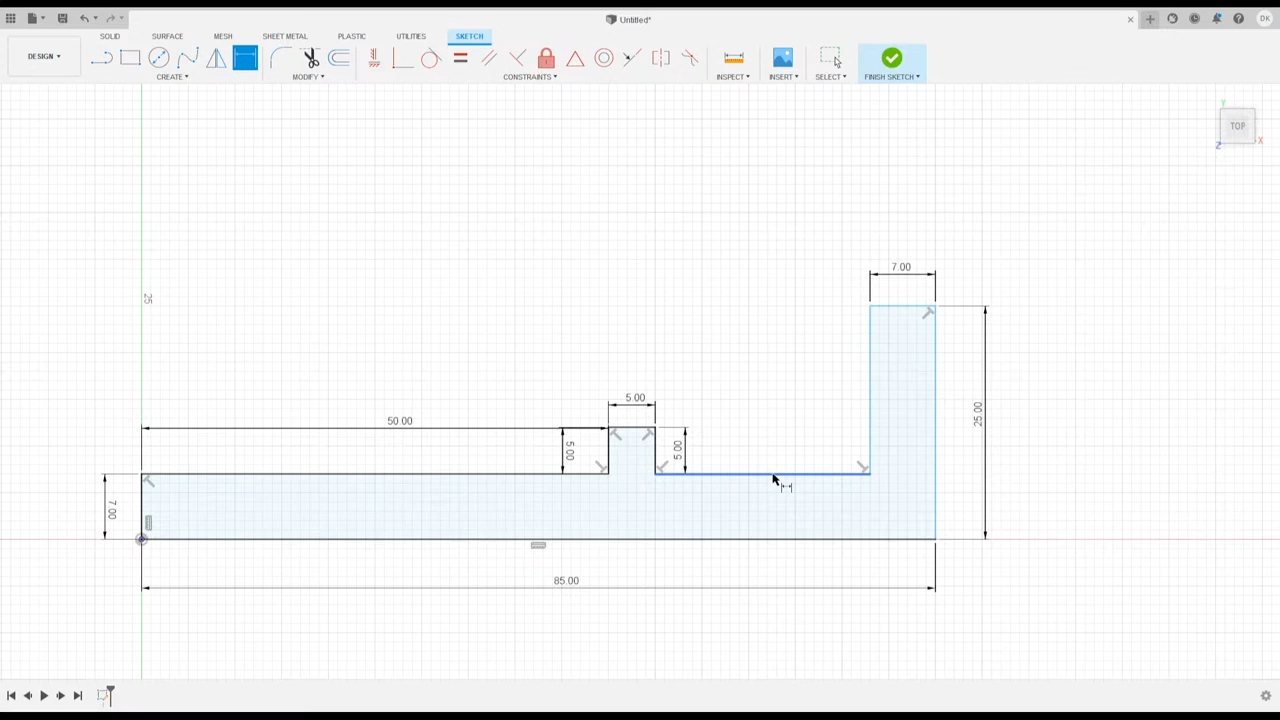 Untitled*
DK
DESIGN
SOLID SURFACE MESH SHEET METAL PLASTIC UTILITIES SKETCH
CREATE MODIFY CONSTRAINTS INSPECT INSERT SELECT FINISH SKETCH
Y
TOP
X
Z
7.00
25
5.00
50.00
25.00
5.00
5.00
7.00
85.00